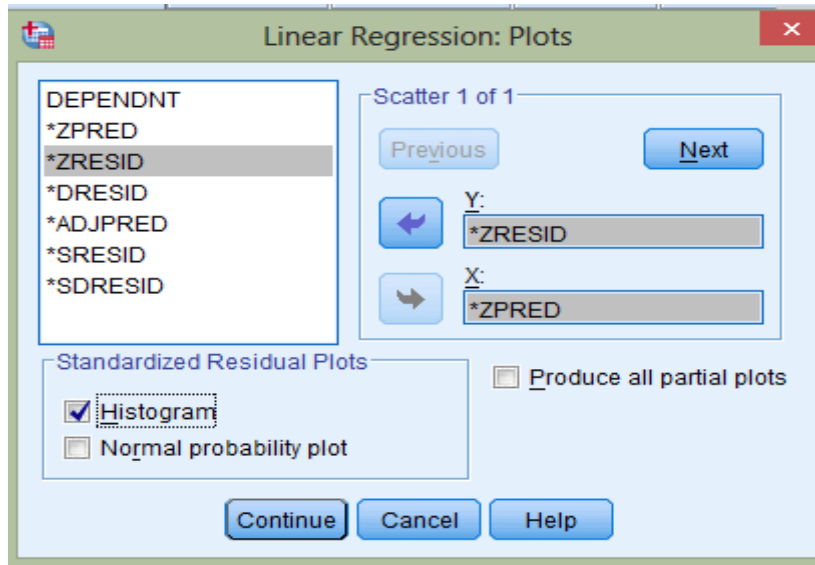 Linear Regression: Plots
DEPENDNT
*ZPRED
*ZRESID
*DRESID
*ADJPRED
*SRESID
*SDRESID
Scatter 1 of 1
Previous
Next
Y:
*ZRESID
X:
*ZPRED
Standardized Residual Plots
Histogram
Normal probability plot
Produce all partial plots
Continue
Cancel
Help